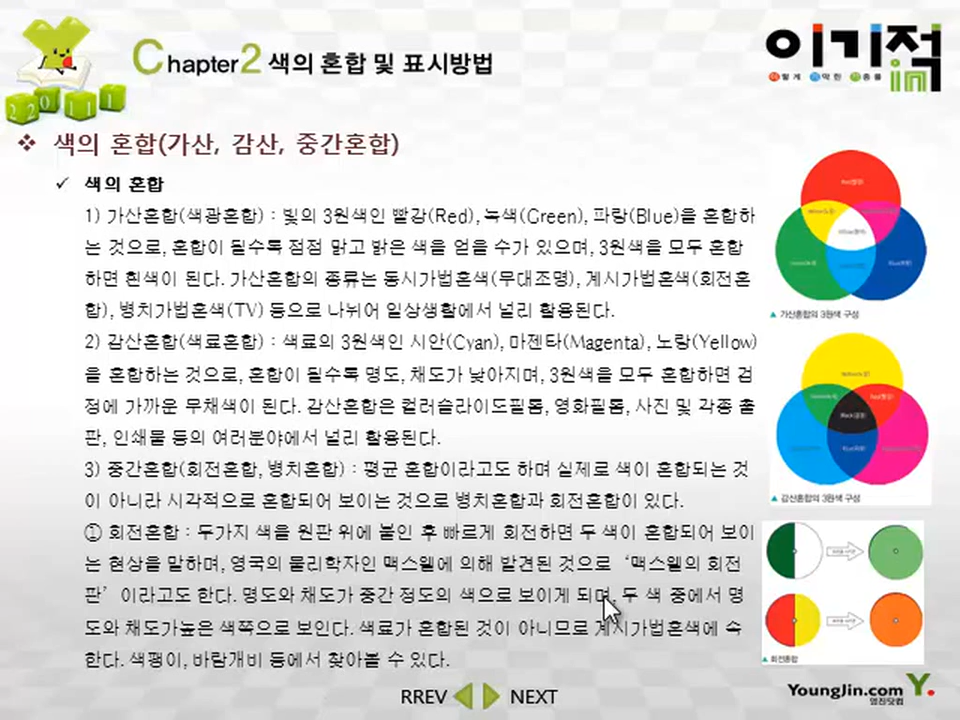 Chapter2 색의 혼합 및 표시방법
이기적in
2011
❖ 색의 혼합(가산, 감산, 중간혼합)
✓ 색의 혼합
1) 가산혼합(색광혼합) : 빛의 3원색인 빨강(Red), 녹색(Green), 파랑(Blue)을 혼합하
는 것으로, 혼합이 될수록 점점 맑고 밝은 색을 얻을 수가 있으며, 3원색을 모두 혼합
하면 흰색이 된다. 가산혼합의 종류는 동시가법혼색(무대조명), 계시가법혼색(회전혼
합), 병치가법혼색(TV) 등으로 나뉘어 일상생활에서 널리 활용된다.
2) 감산혼합(색료혼합) : 색료의 3원색인 시안(Cyan), 마젠타(Magenta), 노랑(Yellow)
을 혼합하는 것으로, 혼합이 될수록 명도, 채도가 낮아지며, 3원색을 모두 혼합하면 검
정에 가까운 무채색이 된다. 감산혼합은 컬러슬라이드필름, 영화필름, 사진 및 각종 출
판, 인쇄물 등의 여러분야에서 널리 활용된다.
3) 중간혼합(회전혼합, 병치혼합) : 평균 혼합이라고도 하며 실제로 색이 혼합되는 것
이 아니라 시각적으로 혼합되어 보이는 것으로 병치혼합과 회전혼합이 있다.
① 회전혼합 : 두가지 색을 원판 위에 붙인 후 빠르게 회전하면 두 색이 혼합되어 보이
는 현상을 말하며, 영국의 물리학자인 맥스웰에 의해 발견된 것으로 ‘맥스웰의 회전
판’이라고도 한다. 명도와 채도가 중간 정도의 색으로 보이게 되며, 두 색 중에서 명
도와 채도가높은 색쪽으로 보인다. 색료가 혼합된 것이 아니므로 계시가법혼색에 속
한다. 색팽이, 바람개비 등에서 찾아볼 수 있다.
▲ 가산혼합의 3원색 구성
▲ 감산혼합의 3원색 구성
▲ 회전혼합
RREV NEXT
YoungJin.com Y.
영진닷컴